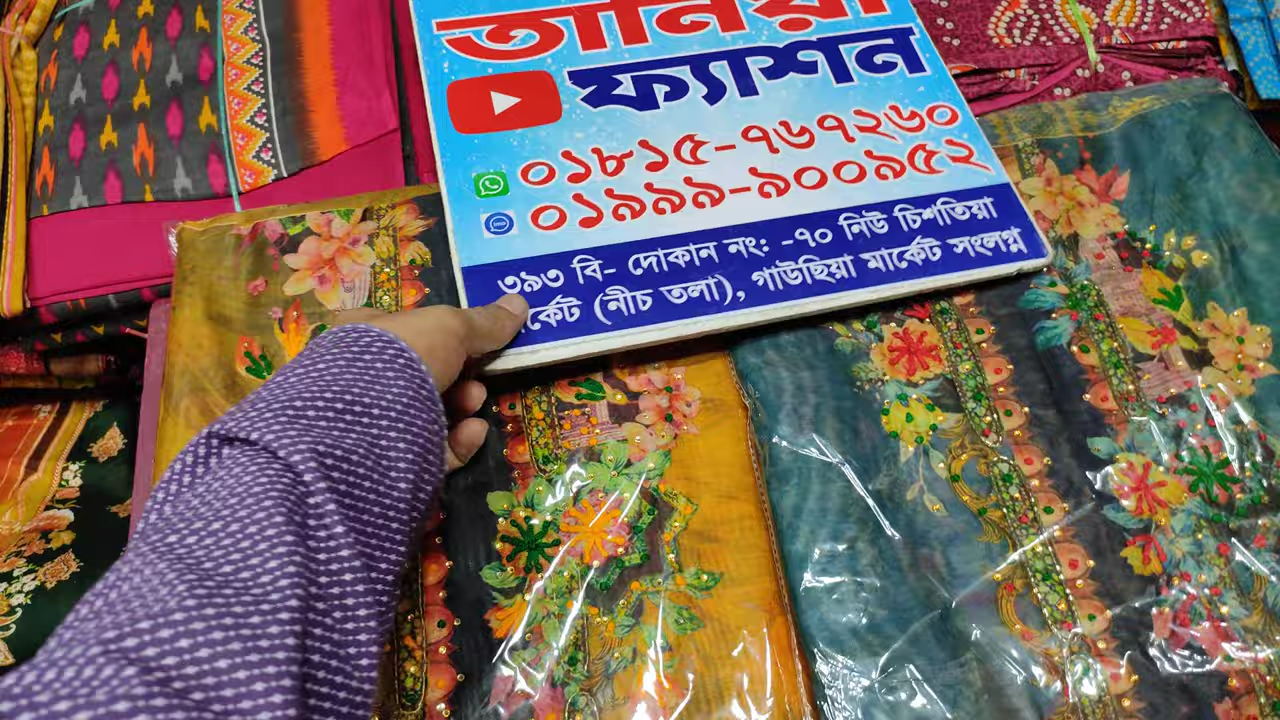 তানিয়া
ফ্যাশন
০১৮১৫-৭৬৭২৬০
০১৯৯৯-৯০০৯৫২
৩৯৩ বি- দোকান নং: -৭০ নিউ চিশতিয়া
র্কেট (নীচ তলা), গাউছিয়া মার্কেট সংলগ্ন